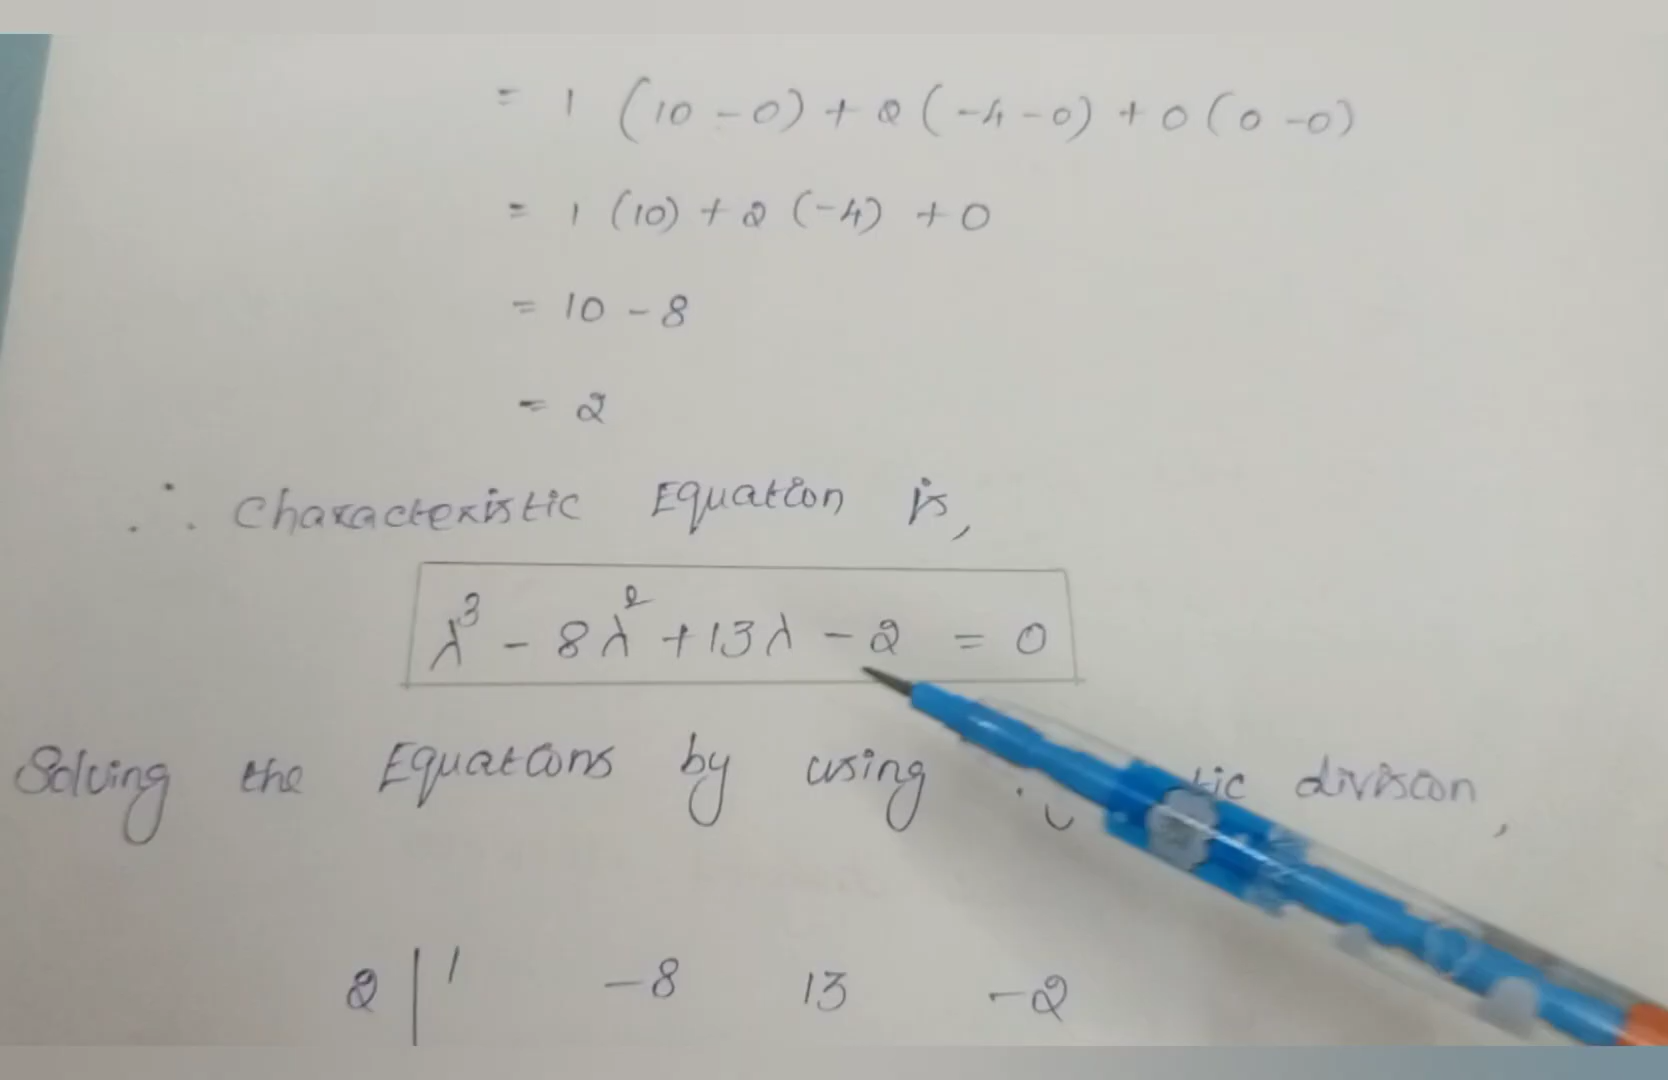 = 1 (10 - 0) + 2 (-4 - 0) + 0 (0 - 0)
= 1 (10) + 2 (-4) + 0
= 10 - 8
= 2
∴ Characteristic Equation is,
λ³ - 8λ² + 13λ - 2 = 0
Solving the Equations by using division,
2 | 1 -8 13 -2